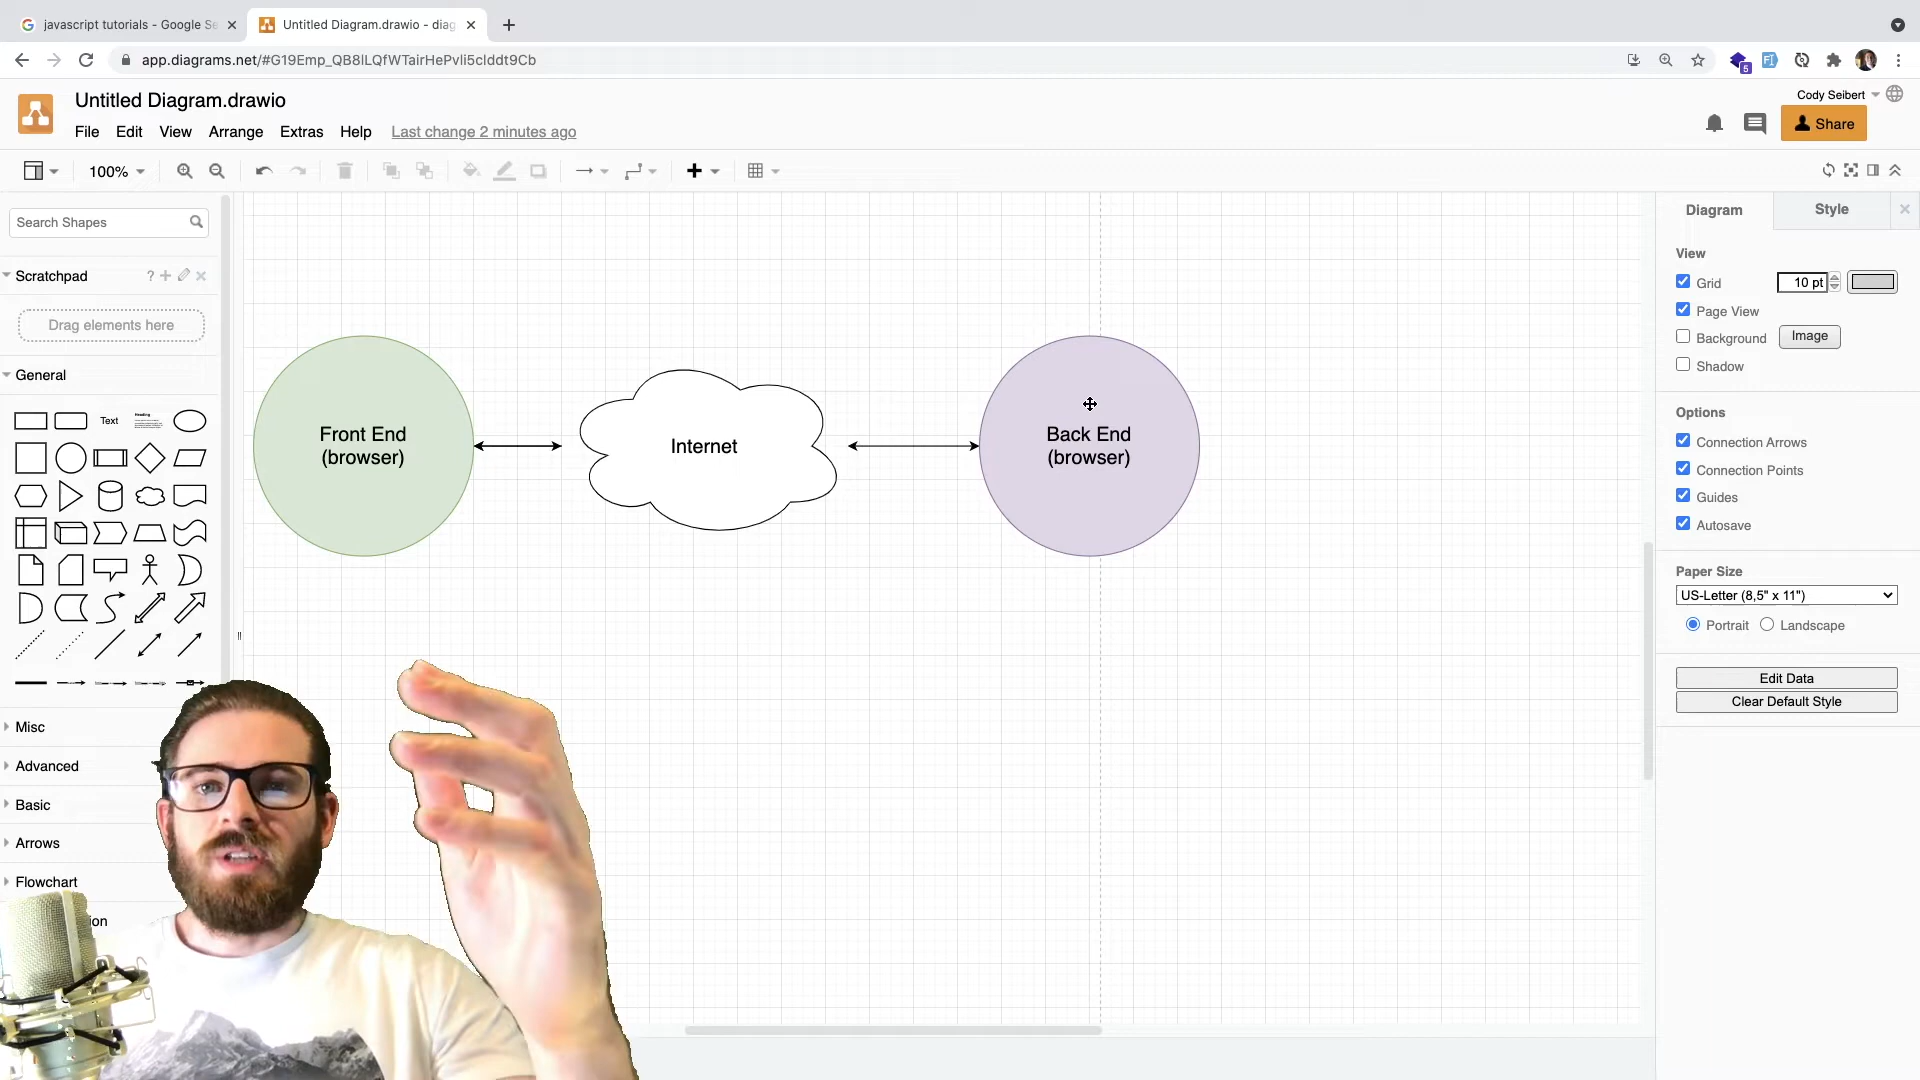 javascript tutorials - Google Se
Untitled Diagram.drawio - diag
app.diagrams.net/#G19Emp_QB8lLQfWTairHePvli5clddt9Cb
5
Untitled Diagram.drawio
Cody Seibert
File Edit View Arrange Extras Help Last change 2 minutes ago
Share
100%
Search Shapes
Scratchpad
?
Drag elements here
General
Text
Heading
Misc
Advanced
Basic
Arrows
Flowchart
ion
Front End
(browser)
Internet
Back End
(browser)
Diagram Style
View
Grid 10 pt
Page View
Background Image
Shadow
Options
Connection Arrows
Connection Points
Guides
Autosave
Paper Size
US-Letter (8,5" x 11")
Portrait Landscape
Edit Data
Clear Default Style